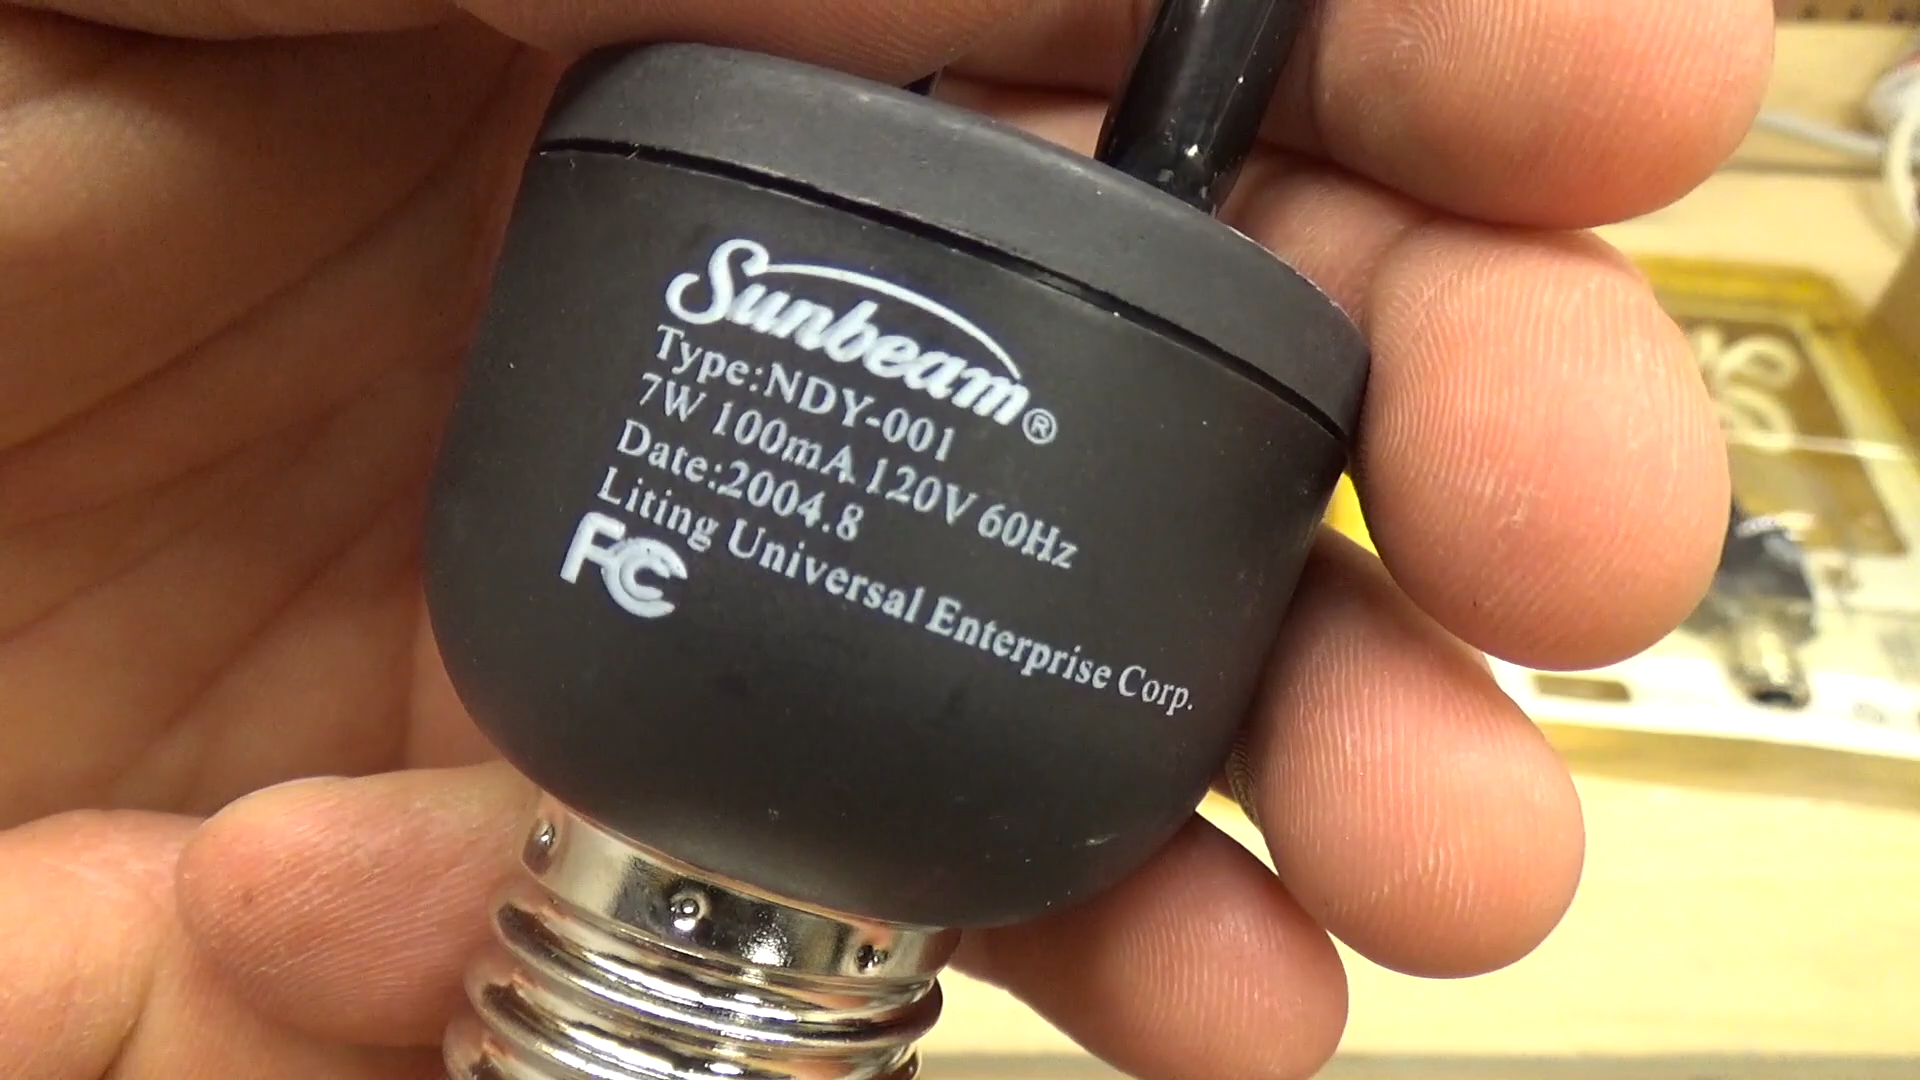 Sunbeam®
Type:NDY-001
7W 100mA 120V 60Hz
Date:2004.8
Liting Universal Enterprise Corp.
FC